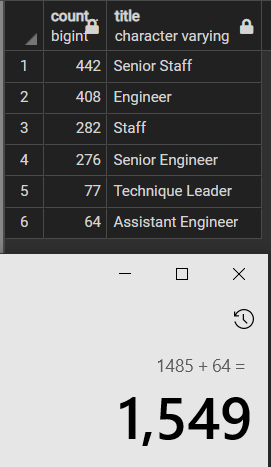 count title
bigint character varying
1 442 Senior Staff
2 408 Engineer
3 282 Staff
4 276 Senior Engineer
5 77 Technique Leader
6 64 Assistant Engineer
1485 + 64 =
1,549